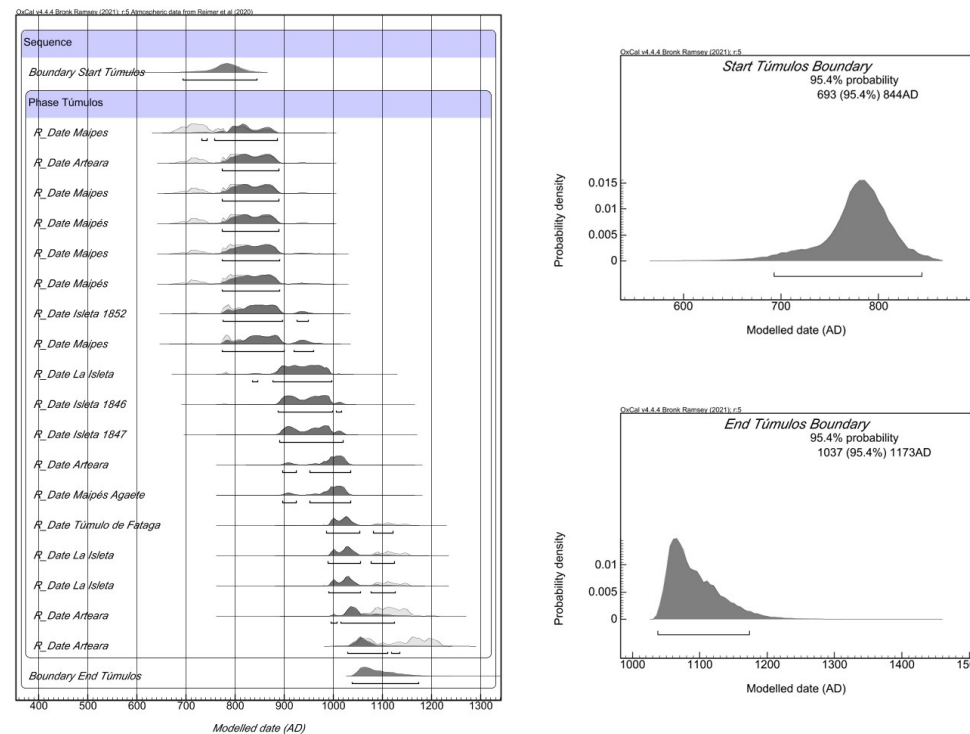 OxCal v4.4.4 Bronk Ramsey (2021); r:5 Atmospheric data from Reimer et al (2020)
Sequence
Boundary Start Túmulos
Phase Túmulos
R_Date Maipes
R_Date Arteara
R_Date Maipes
R_Date Maipés
R_Date Maipes
R_Date Maipés
R_Date Isleta 1852
R_Date Maipes
R_Date La Isleta
R_Date Isleta 1846
R_Date Isleta 1847
R_Date Arteara
R_Date Maipés Agaete
R_Date Túmulo de Fataga
R_Date La Isleta
R_Date La Isleta
R_Date Arteara
R_Date Arteara
Boundary End Túmulos
400 500 600 700 800 900 1000 1100 1200 1300
Modelled date (AD)
OxCal v4.4.4 Bronk Ramsey (2021); r:5
Start Túmulos Boundary
95.4% probability
693 (95.4%) 844AD
Probability density
0.015
0.01
0.005
0
600 700 800
Modelled date (AD)
OxCal v4.4.4 Bronk Ramsey (2021); r:5
End Túmulos Boundary
95.4% probability
1037 (95.4%) 1173AD
Probability density
0.01
0.005
0
1000 1100 1200 1300 1400
Modelled date (AD)